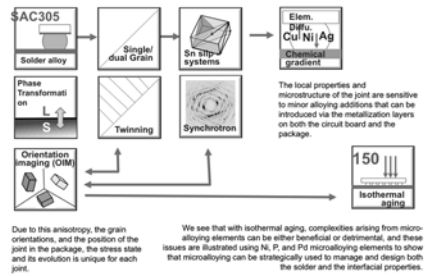 SAC305
Solder alloy
Single/
dual Grain
Sn slip
systems
Elem.
Diffu.
Cu Ni Ag
Chemical
gradient
Phase
Transformati
on
L
S
Twinning
Synchrotron
The local properties and
microstructure of the joint are sensitive
to minor alloying additions that can be
introduced via the metallization layers
on both the circuit board and the
package.
Orientation
imaging (OIM)
150
Isothermal
aging
Due to this anisotropy, the grain
orientations, and the position of the
joint in the package, the stress state
and its evolution is unique for each
joint.
We see that with isothermal aging, complexities arising from micro-
alloying elements can be either beneficial or detrimental, and these
issues are illustrated using Ni, P, and Pd microalloying elements to show
that microalloying can be strategically used to manage and design both
the solder and the interfacial properties.